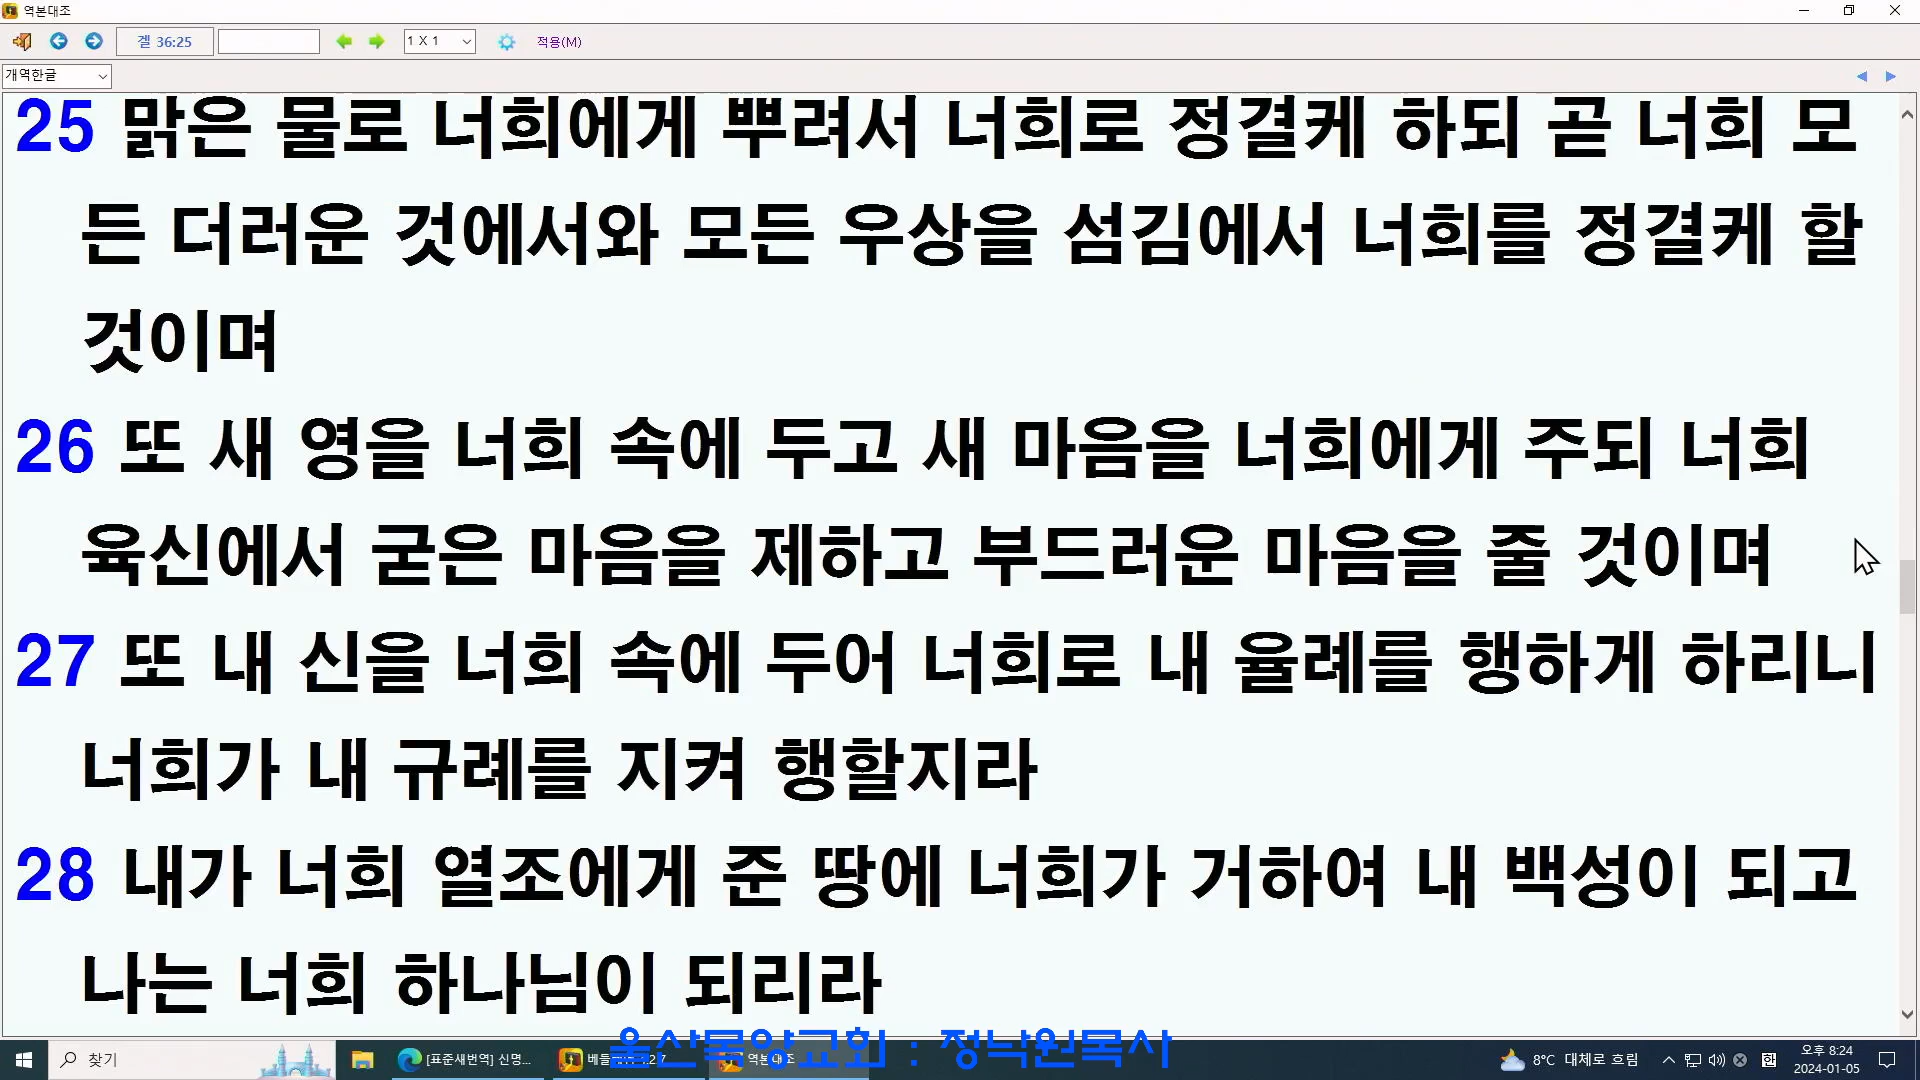 역본대조
겔 36:25
1 X 1
적용(M)
개역한글
25 맑은 물로 너희에게 뿌려서 너희로 정결케 하되 곧 너희 모
든 더러운 것에서와 모든 우상을 섬김에서 너희를 정결케 할
것이며
26 또 새 영을 너희 속에 두고 새 마음을 너희에게 주되 너희
육신에서 굳은 마음을 제하고 부드러운 마음을 줄 것이며
27 또 내 신을 너희 속에 두어 너희로 내 율례를 행하게 하리니
너희가 내 규례를 지켜 행할지라
28 내가 너희 열조에게 준 땅에 너희가 거하여 내 백성이 되고
나는 너희 하나님이 되리라
울산목양교회 : 정낙원목사
찾기
[표준새번역] 신명...
8°C 대체로 흐림
한
오후 8:24
2024-01-05